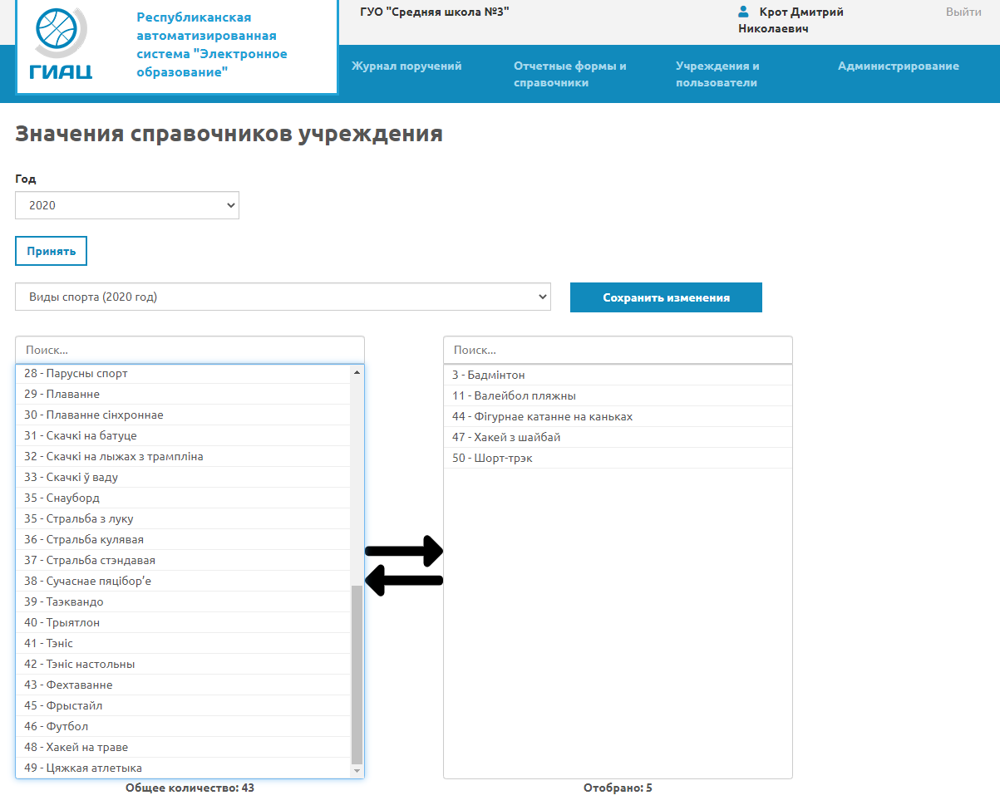 ГИАЦ
Республиканская
автоматизированная
система "Электронное
образование"
ГУО "Средняя школа №3"
Крот Дмитрий
Николаевич
Выйти
Журнал поручений
Отчетные формы и
справочники
Учреждения и
пользователи
Администрирование
Значения справочников учреждения
Год
2020
Принять
Виды спорта (2020 год)
Сохранить изменения
Поиск...
28 - Парусны спорт
29 - Плаванне
30 - Плаванне сінхроннае
31 - Скачкі на батуце
32 - Скачкі на лыжах з трампліна
33 - Скачкі ў ваду
35 - Снауборд
35 - Стральба з луку
36 - Стральба кулявая
37 - Стральба стэндавая
38 - Сучаснае пяцібор’е
39 - Таэквандо
40 - Трыятлон
41 - Тэніс
42 - Тэніс настольны
43 - Фехтаванне
45 - Фрыстайл
46 - Футбол
48 - Хакей на траве
49 - Цяжкая атлетыка
Общее количество: 43
Поиск...
3 - Бадмінтон
11 - Валейбол пляжны
44 - Фігурнае катанне на каньках
47 - Хакей з шайбай
50 - Шорт-трэк
Отобрано: 5